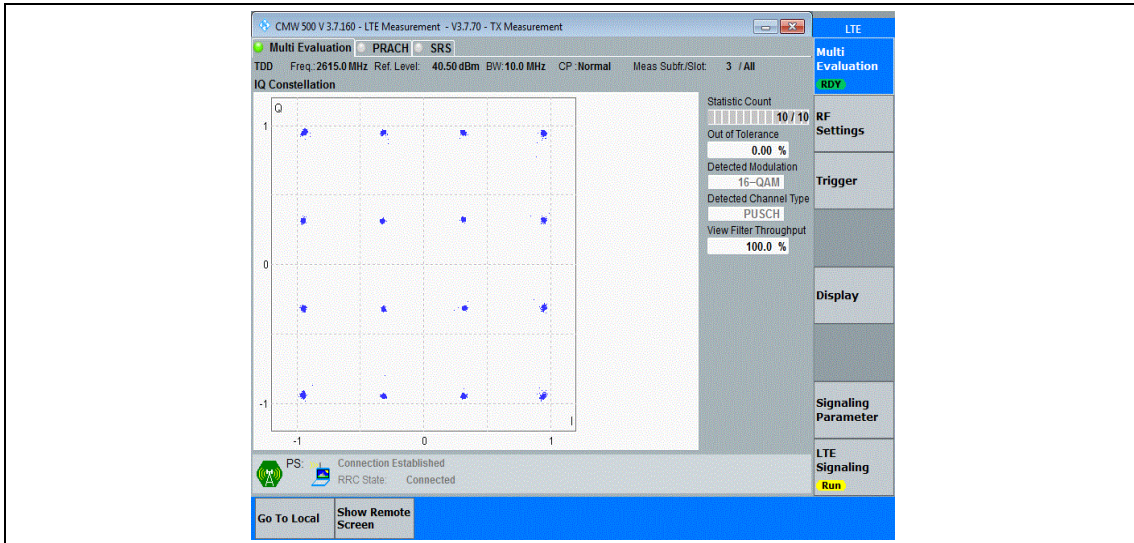 CMW 500 V 3.7.160 - LTE Measurement - V3.7.70 - TX Measurement
LTE
Multi Evaluation PRACH SRS
Multi
Evaluation
RDY
TDD Freq.:2615.0 MHz Ref. Level: 40.50 dBm BW:10.0 MHz CP :Normal Meas Subfr./Slot: 3 / All
IQ Constellation
Q
1
0
-1
-1
0
1
I
Statistic Count
10 / 10
Out of Tolerance
0.00 %
Detected Modulation
16-QAM
Detected Channel Type
PUSCH
View Filter Throughput
100.0 %
RF
Settings
Trigger
Display
Signaling
Parameter
LTE
Signaling
Run
PS:
Connection Established
RRC State: Connected
Go To Local
Show Remote
Screen